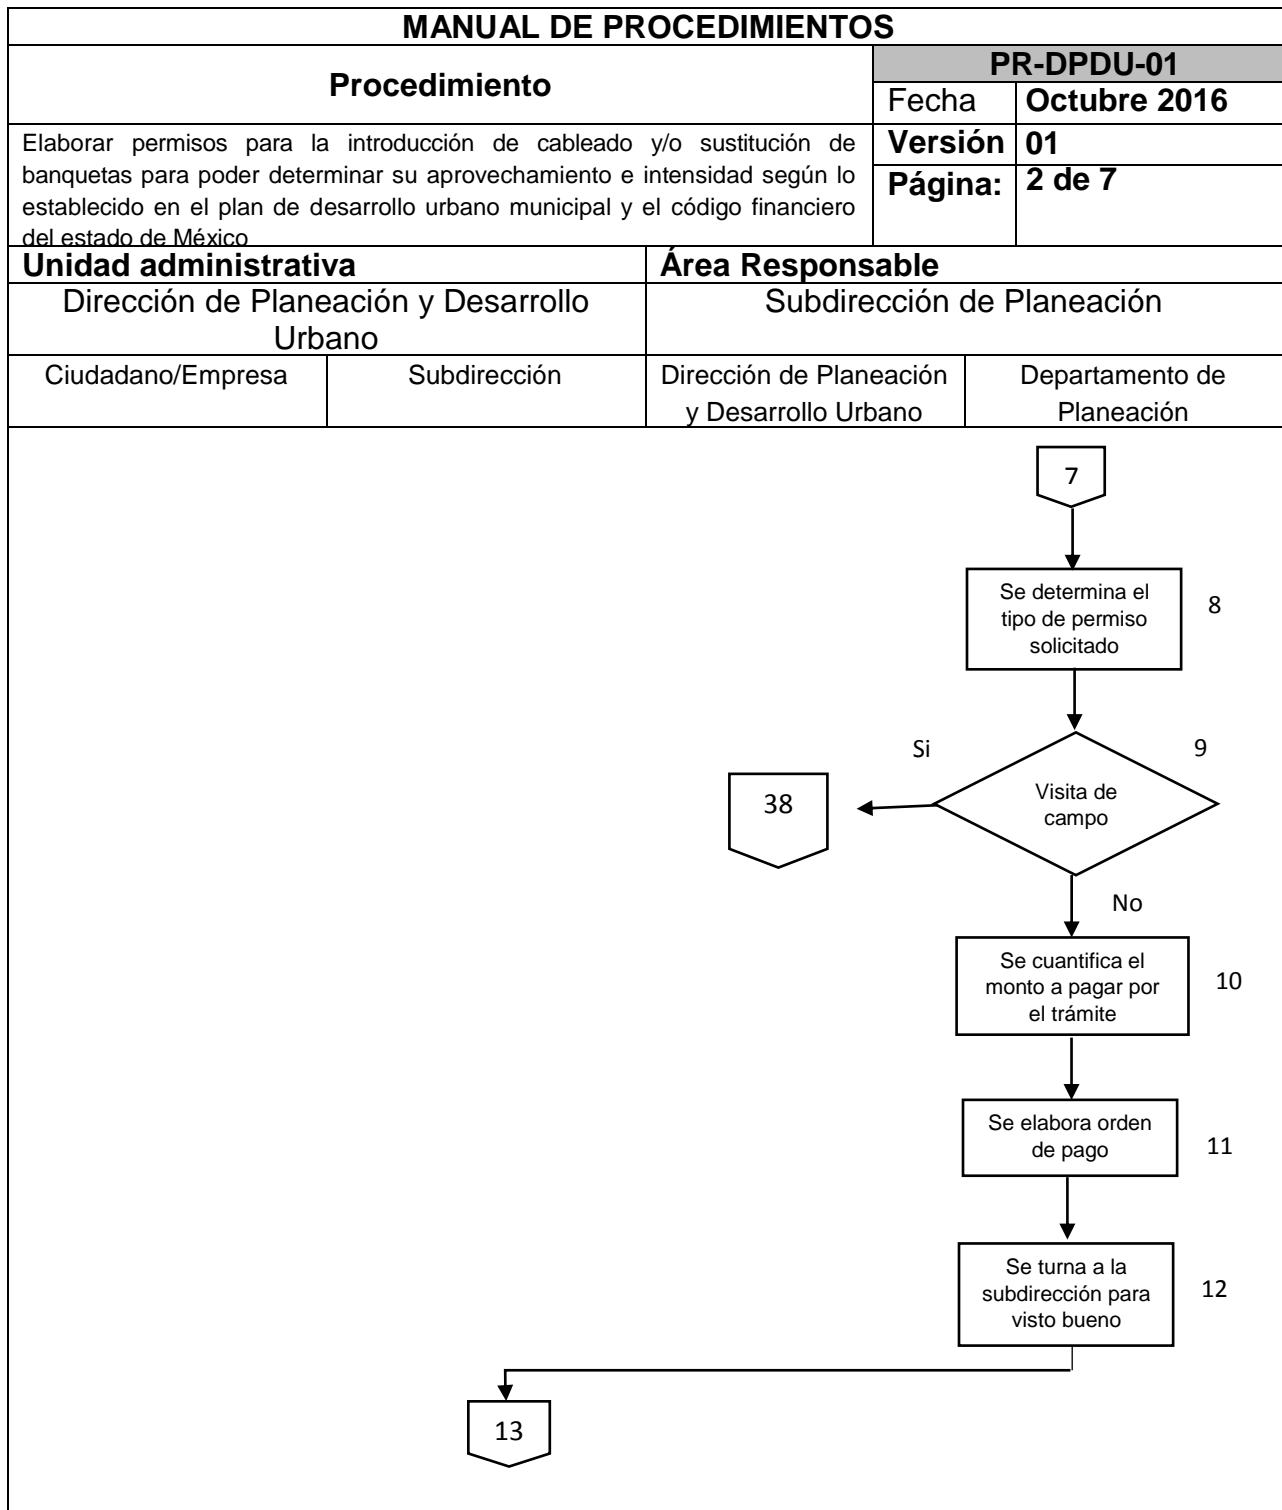 MANUAL DE PROCEDIMIENTOS
Procedimiento
PR-DPDU-01
Fecha
Octubre 2016
Elaborar permisos para la introducción de cableado y/o sustitución de
banquetas para poder determinar su aprovechamiento e intensidad según lo
establecido en el plan de desarrollo urbano municipal y el código financiero
del estado de México
Versión
01
Página:
2 de 7
Unidad administrativa
Área Responsable
Dirección de Planeación y Desarrollo
Urbano
Subdirección de Planeación
Ciudadano/Empresa
Subdirección
Dirección de Planeación
y Desarrollo Urbano
Departamento de
Planeación
7
Se determina el
tipo de permiso
solicitado
8
Si
9
Visita de
campo
38
No
Se cuantifica el
monto a pagar por
el trámite
10
Se elabora orden
de pago
11
Se turna a la
subdirección para
visto bueno
12
13